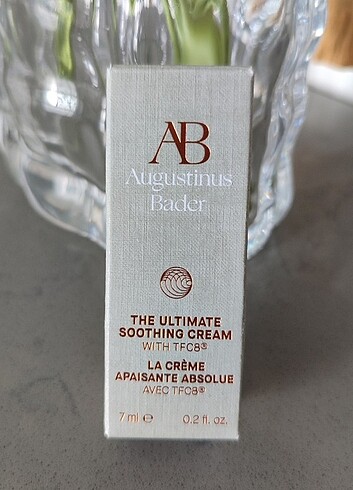 AB
Augustinus
Bader
THE ULTIMATE
SOOTHING CREAM
WITH TFC8®
LA CRÈME
APAISANTE ABSOLUE
AVEC TFC8®
7 ml ℮ 0.2 fl. oz.